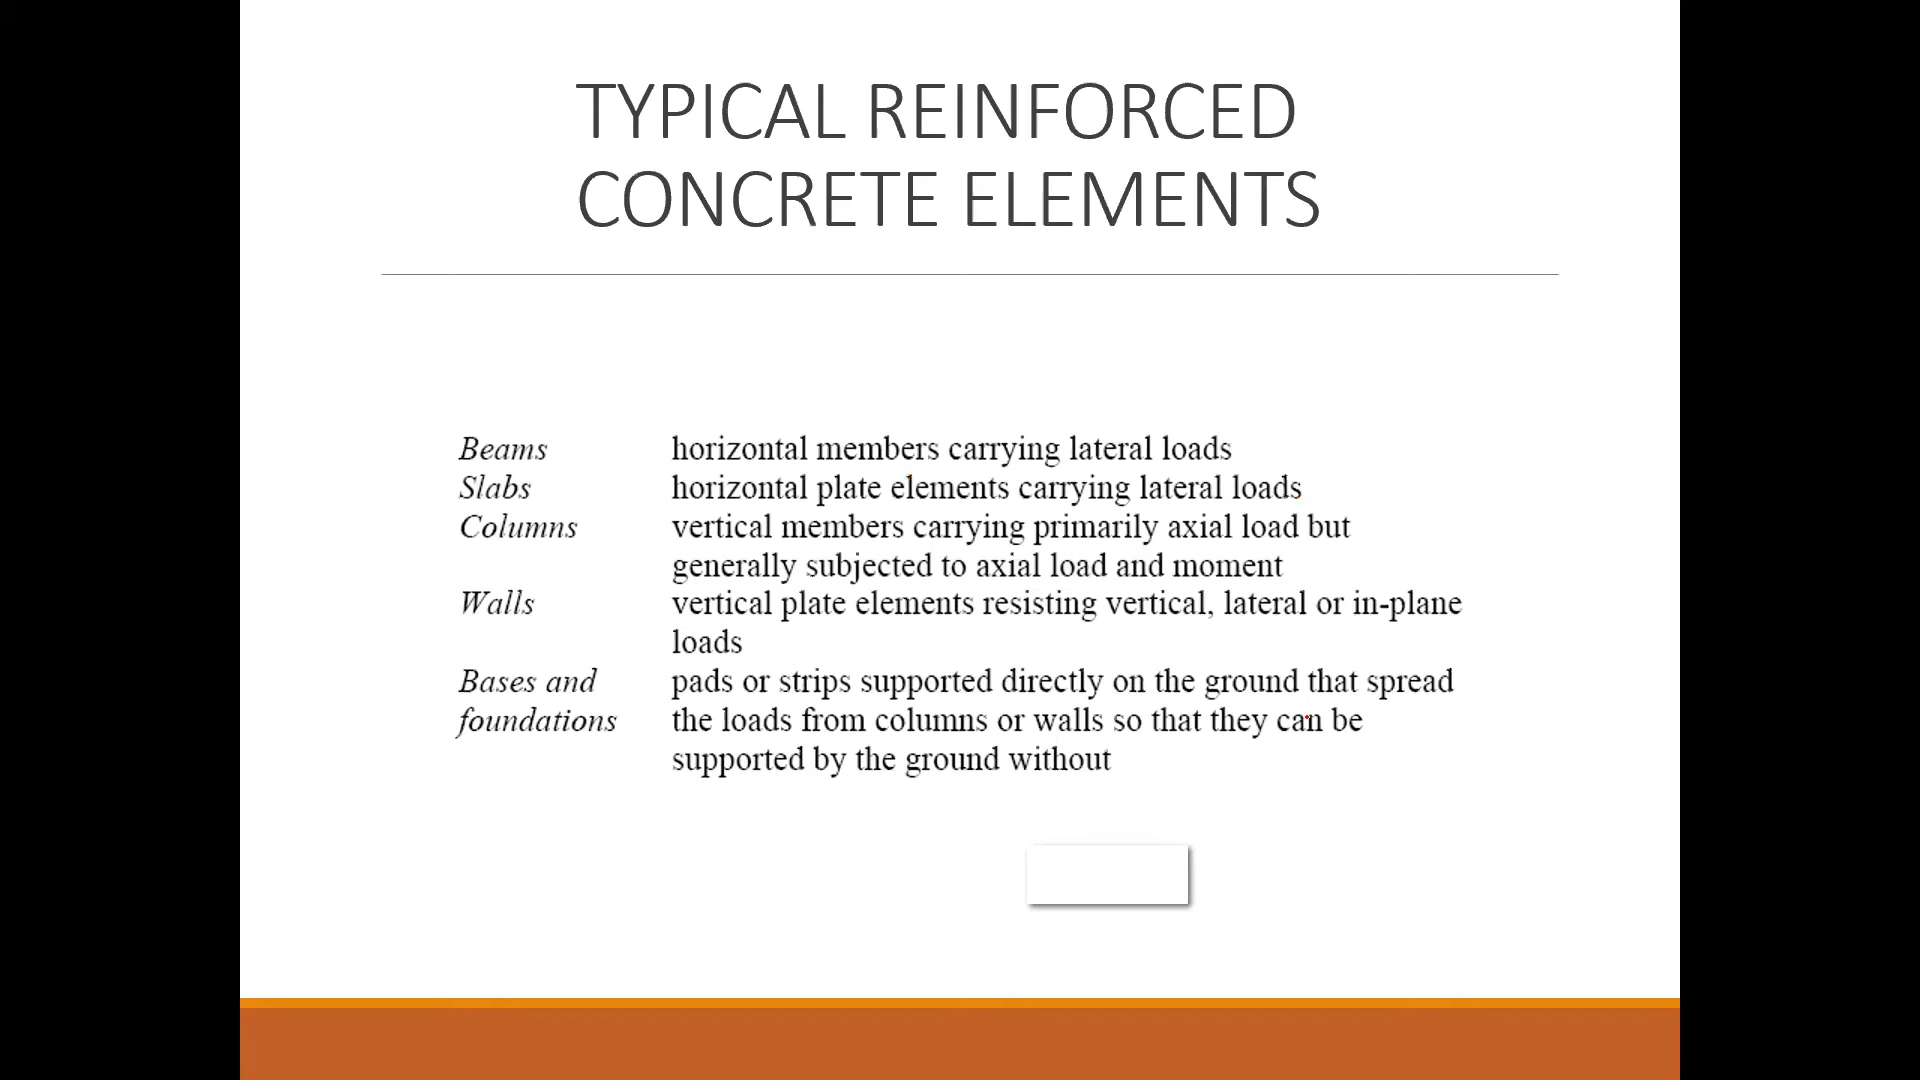 TYPICAL REINFORCED
CONCRETE ELEMENTS
Beams horizontal members carrying lateral loads
Slabs horizontal plate elements carrying lateral loads
Columns vertical members carrying primarily axial load but
generally subjected to axial load and moment
Walls vertical plate elements resisting vertical, lateral or in-plane
loads
Bases and pads or strips supported directly on the ground that spread
foundations the loads from columns or walls so that they can be
supported by the ground without